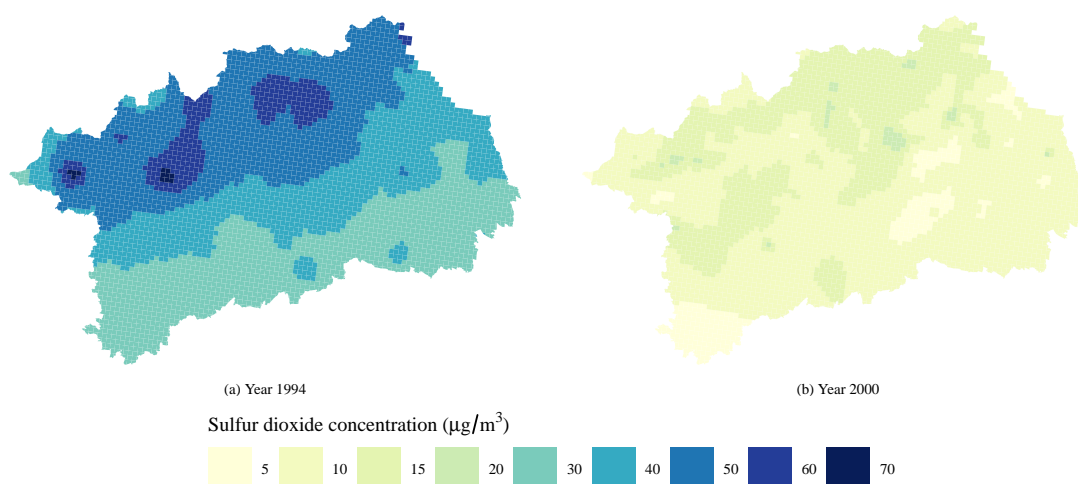 (a) Year 1994
(b) Year 2000
Sulfur dioxide concentration (μg/m³)
5 10 15 20 30 40 50 60 70